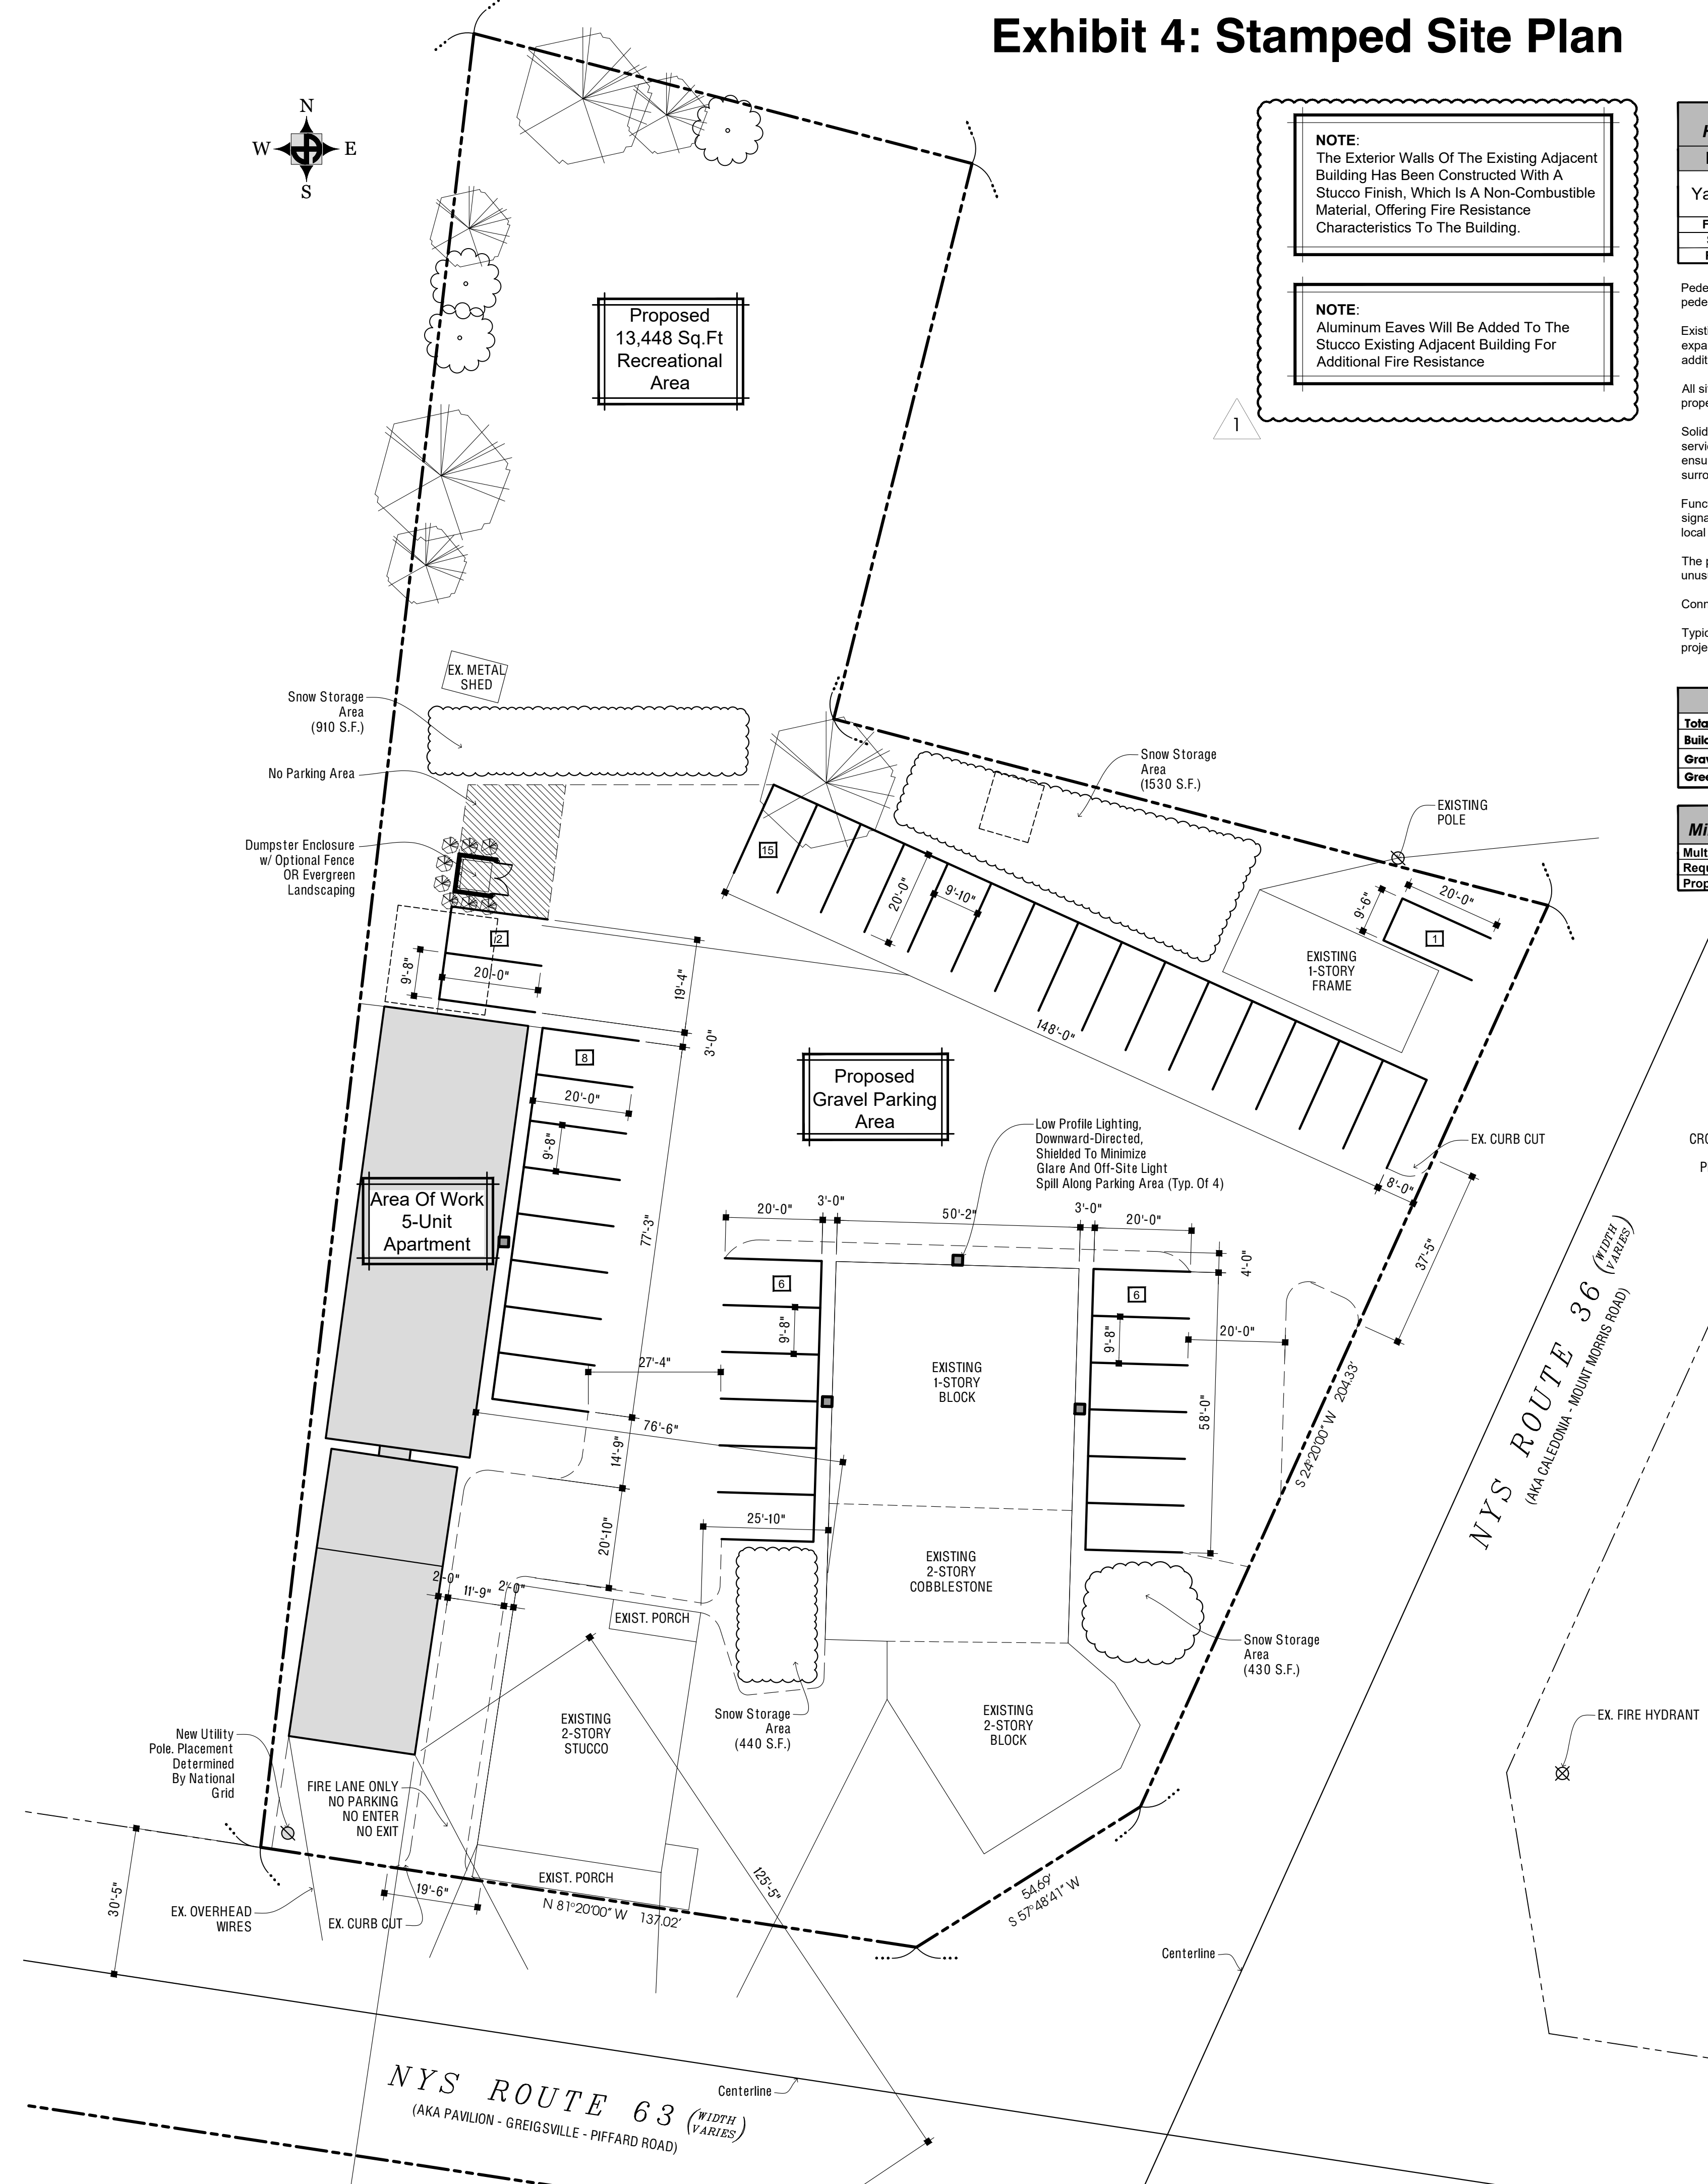 Exhibit 4: Stamped Site Plan
N
W
E
S
NOTE:
The Exterior Walls Of The Existing Adjacent
Building Has Been Constructed With A
Stucco Finish, Which Is A Non-Combustible
Material, Offering Fire Resistance
Characteristics To The Building.
NOTE:
Aluminum Eaves Will Be Added To The
Stucco Existing Adjacent Building For
Additional Fire Resistance
1
Proposed
13,448 Sq.Ft
Recreational
Area
EX. METAL
SHED
Snow Storage
Area
(910 S.F.)
No Parking Area
Dumpster Enclosure
w/ Optional Fence
OR Evergreen
Landscaping
Snow Storage
Area
(1530 S.F.)
EXISTING
POLE
15
20'-0"
9'-10"
148'-0"
9'-6"
20'-0"
1
EXISTING
1-STORY
FRAME
2
9'-8"
20'-0"
19'-4"
3'-0"
8
20'-0"
9'-8"
77'-3"
Proposed
Gravel Parking
Area
Low Profile Lighting,
Downward-Directed,
Shielded To Minimize
Glare And Off-Site Light
Spill Along Parking Area (Typ. Of 4)
EX. CURB CUT
8'-0"
37'-5"
Area Of Work
5-Unit
Apartment
20'-0"
3'-0"
50'-2"
3'-0"
20'-0"
4'-0"
6
9'-8"
6
9'-8"
20'-0"
58'-0"
27'-4"
76'-6"
14'-9"
20'-10"
25'-10"
EXISTING
1-STORY
BLOCK
EXISTING
2-STORY
COBBLESTONE
S 24°20'00" W 204.33'
NYS ROUTE 36 (WIDTH
VARIES)
(AKA CALEDONIA - MOUNT MORRIS ROAD)
2'-0"
11'-9"
2'-0"
EXIST. PORCH
Snow Storage
Area
(430 S.F.)
Snow Storage
Area
(440 S.F.)
EXISTING
2-STORY
STUCCO
EXISTING
2-STORY
BLOCK
EX. FIRE HYDRANT
New Utility
Pole. Placement
Determined
By National
Grid
FIRE LANE ONLY
NO PARKING
NO ENTER
NO EXIT
EXIST. PORCH
125'-5"
54.69'
S 57°48'41" W
30'-5"
EX. OVERHEAD
WIRES
19'-6"
EX. CURB CUT
N 81°20'00" W 137.02'
Centerline
Centerline
NYS ROUTE 63 (WIDTH
VARIES)
(AKA PAVILION - GREIGSVILLE - PIFFARD ROAD)